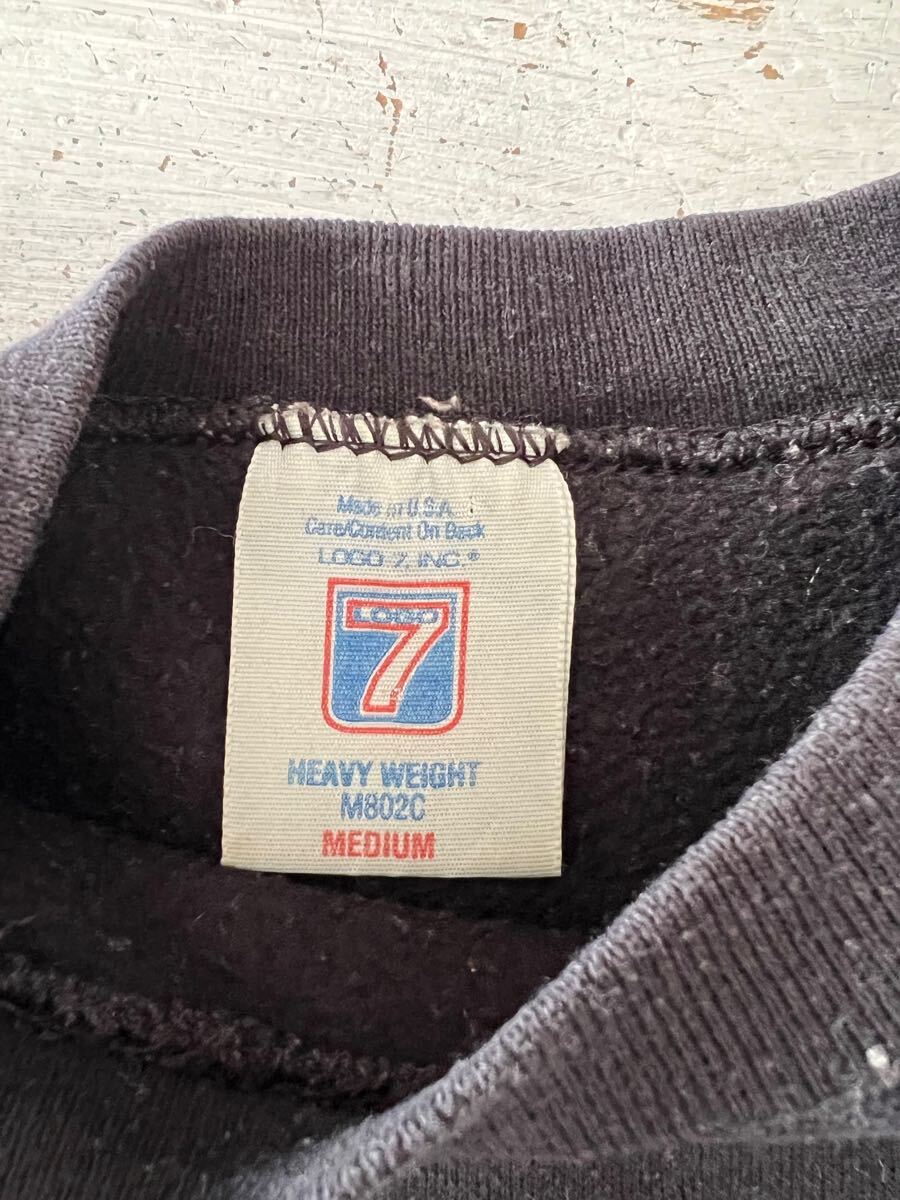 Made in U.S.A.
Care/Content On Back
LOGO 7, INC.®
LOGO
7
HEAVY WEIGHT
M802C
MEDIUM